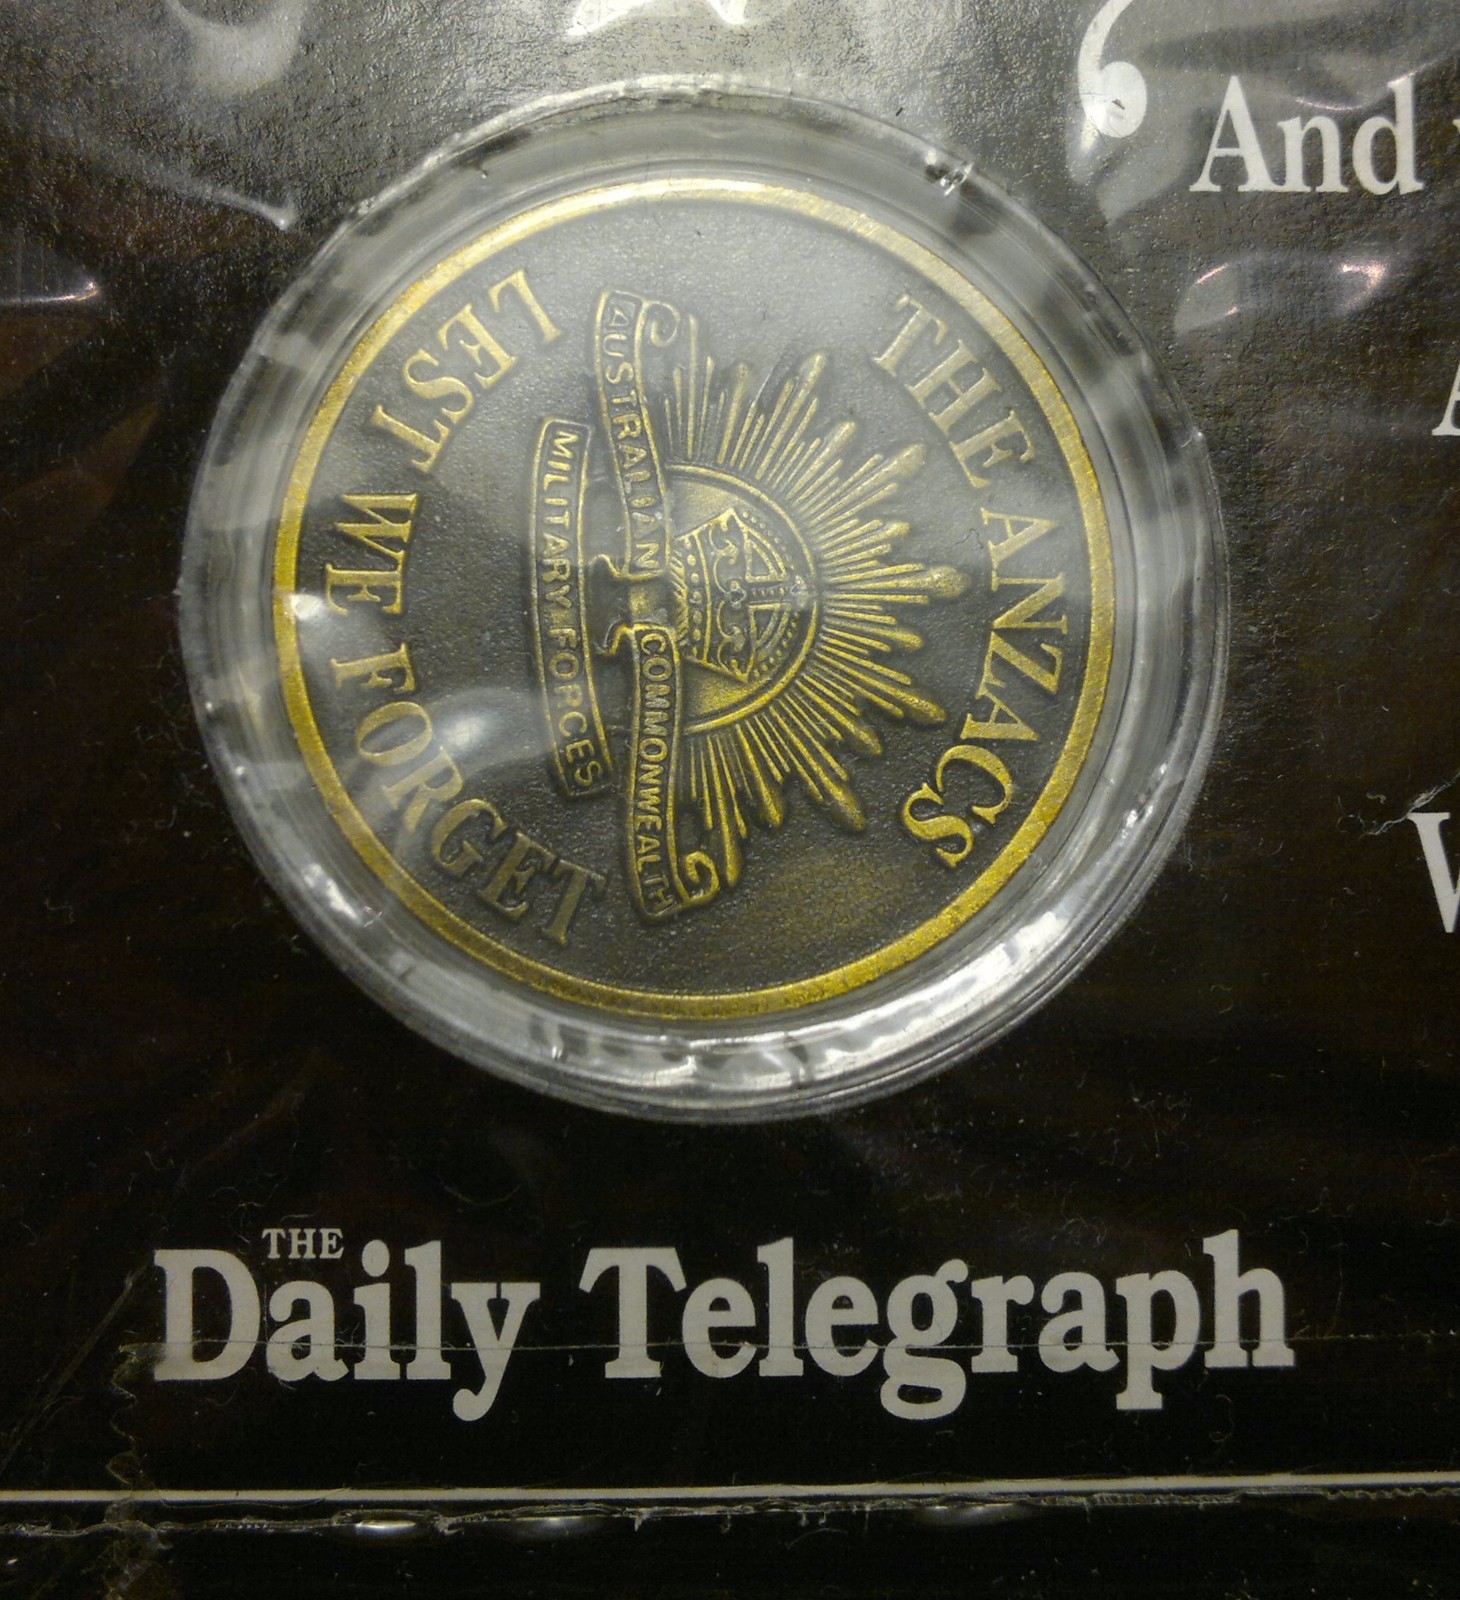 THE ANZACS
AUSTRALIAN COMMONWEALTH
MILITARY FORCES
LEST WE FORGET
And
THE
Daily Telegraph